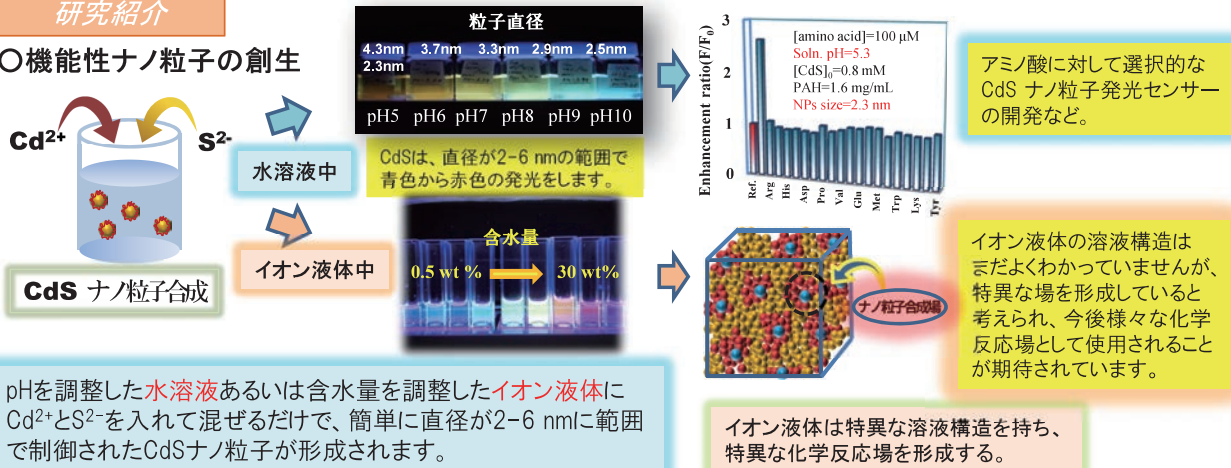 研究紹介
〇機能性ナノ粒子の創生
Cd²⁺
S²⁻
CdS ナノ粒子合成
水溶液中
イオン液体中
粒子直径
4.3nm 3.7nm 3.3nm 2.9nm 2.5nm
2.3nm
pH5 pH6 pH7 pH8 pH9 pH10
CdSは、直径が2-6 nmの範囲で
青色から赤色の発光をします。
含水量
0.5 wt % 30 wt%
Enhancement ratio(F/F₀)
3
2
1
0
[amino acid]=100 μM
Soln. pH=5.3
[CdS]₀=0.8 mM
PAH=1.6 mg/mL
NPs size=2.3 nm
Ref. Arg His Asp Pro Val Glu Met Trp Lys Tyr
アミノ酸に対して選択的な
CdS ナノ粒子発光センサー
の開発など。
ナノ粒子合成場
イオン液体の溶液構造は
まだよくわかっていませんが、
特異な場を形成していると
考えられ、今後様々な化学
反応場として使用されること
が期待されています。
pHを調整した水溶液あるいは含水量を調整したイオン液体に
Cd²⁺とS²⁻を入れて混ぜるだけで、簡単に直径が2-6 nmに範囲
で制御されたCdSナノ粒子が形成されます。
イオン液体は特異な溶液構造を持ち、
特異な化学反応場を形成する。